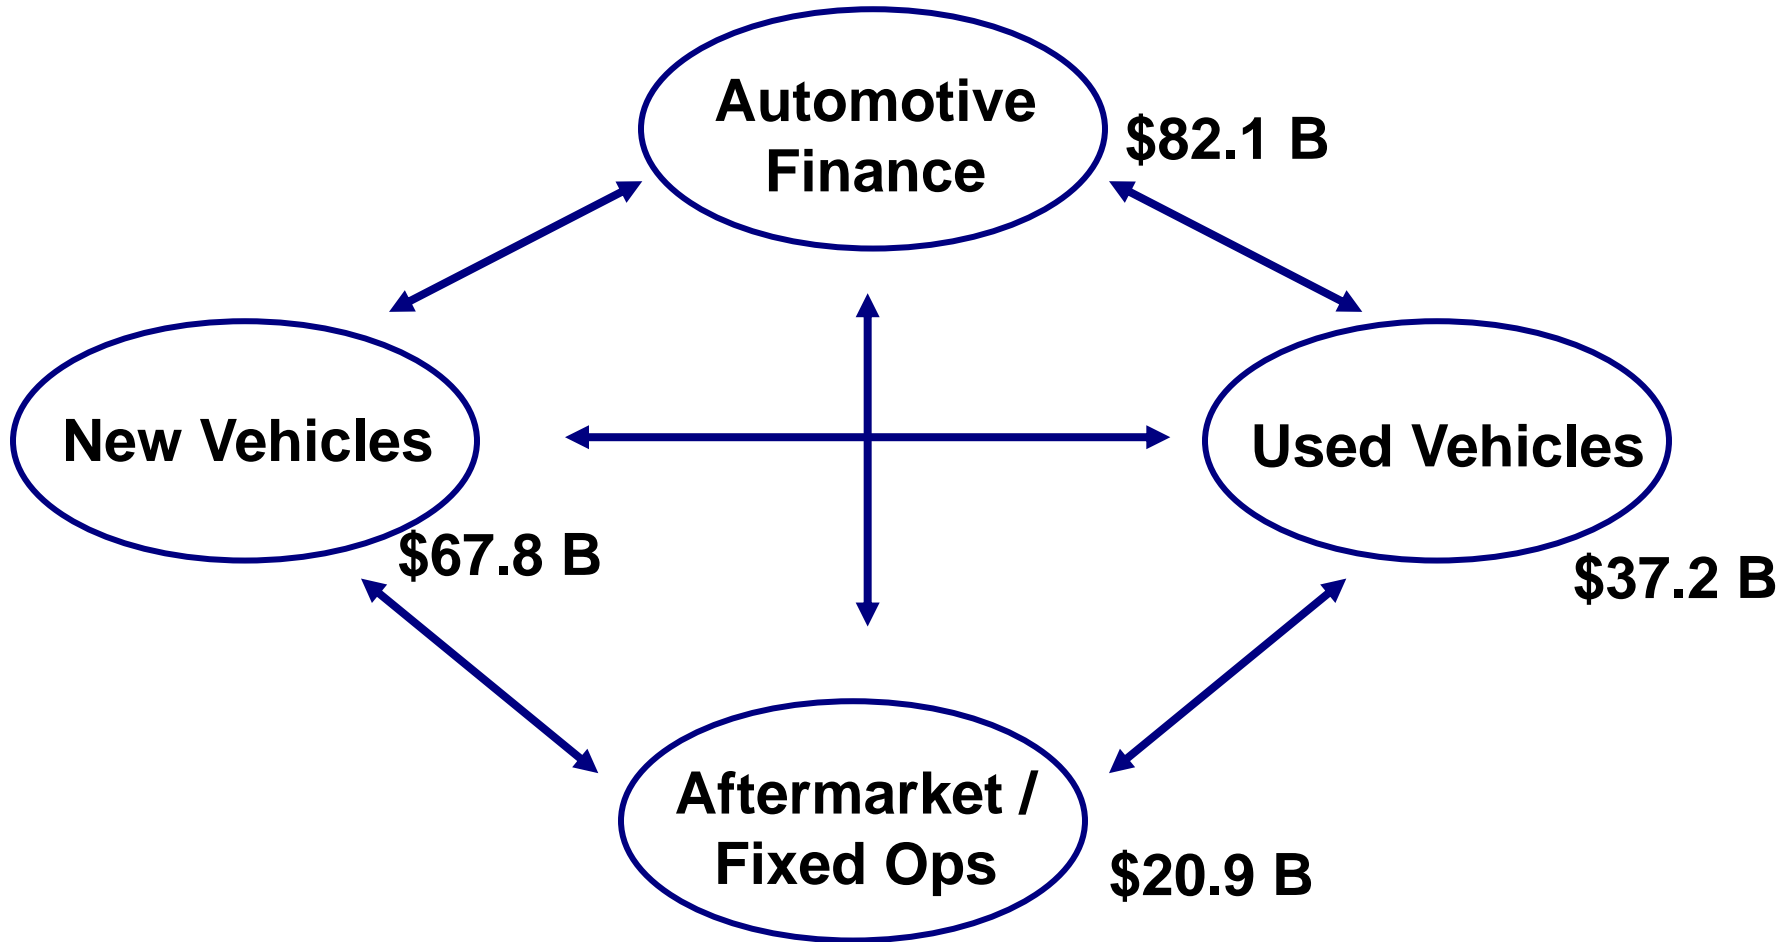 Automotive
Finance
$82.1 B
New Vehicles
$67.8 B
Used Vehicles
$37.2 B
Aftermarket /
Fixed Ops
$20.9 B